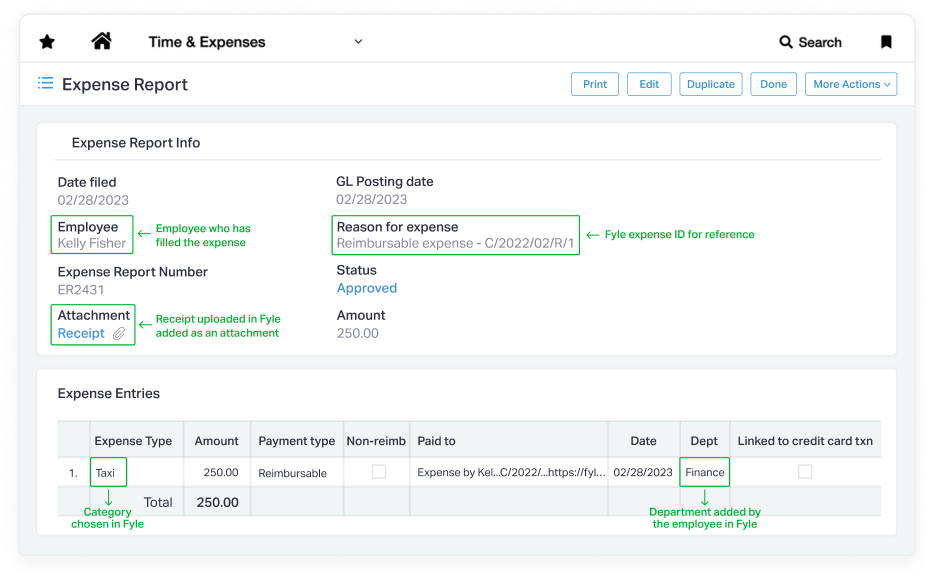 Time & Expenses
Search
Expense Report
Print
Edit
Duplicate
Done
More Actions
Expense Report Info
Date filed
02/28/2023
GL Posting date
02/28/2023
Employee
Kelly Fisher
Employee who has
filled the expense
Reason for expense
Reimbursable expense - C/2022/02/R/1
Fyle expense ID for reference
Expense Report Number
ER2431
Status
Approved
Attachment
Receipt
Receipt uploaded in Fyle
added as an attachment
Amount
250.00
Expense Entries
Expense Type Amount Payment type Non-reimb Paid to Date Dept Linked to credit card txn
1. Taxi 250.00 Reimbursable Expense by Kel...C/2022/...https://fyl... 02/28/2023 Finance
Total 250.00
Category
chosen in Fyle
Department added by
the employee in Fyle